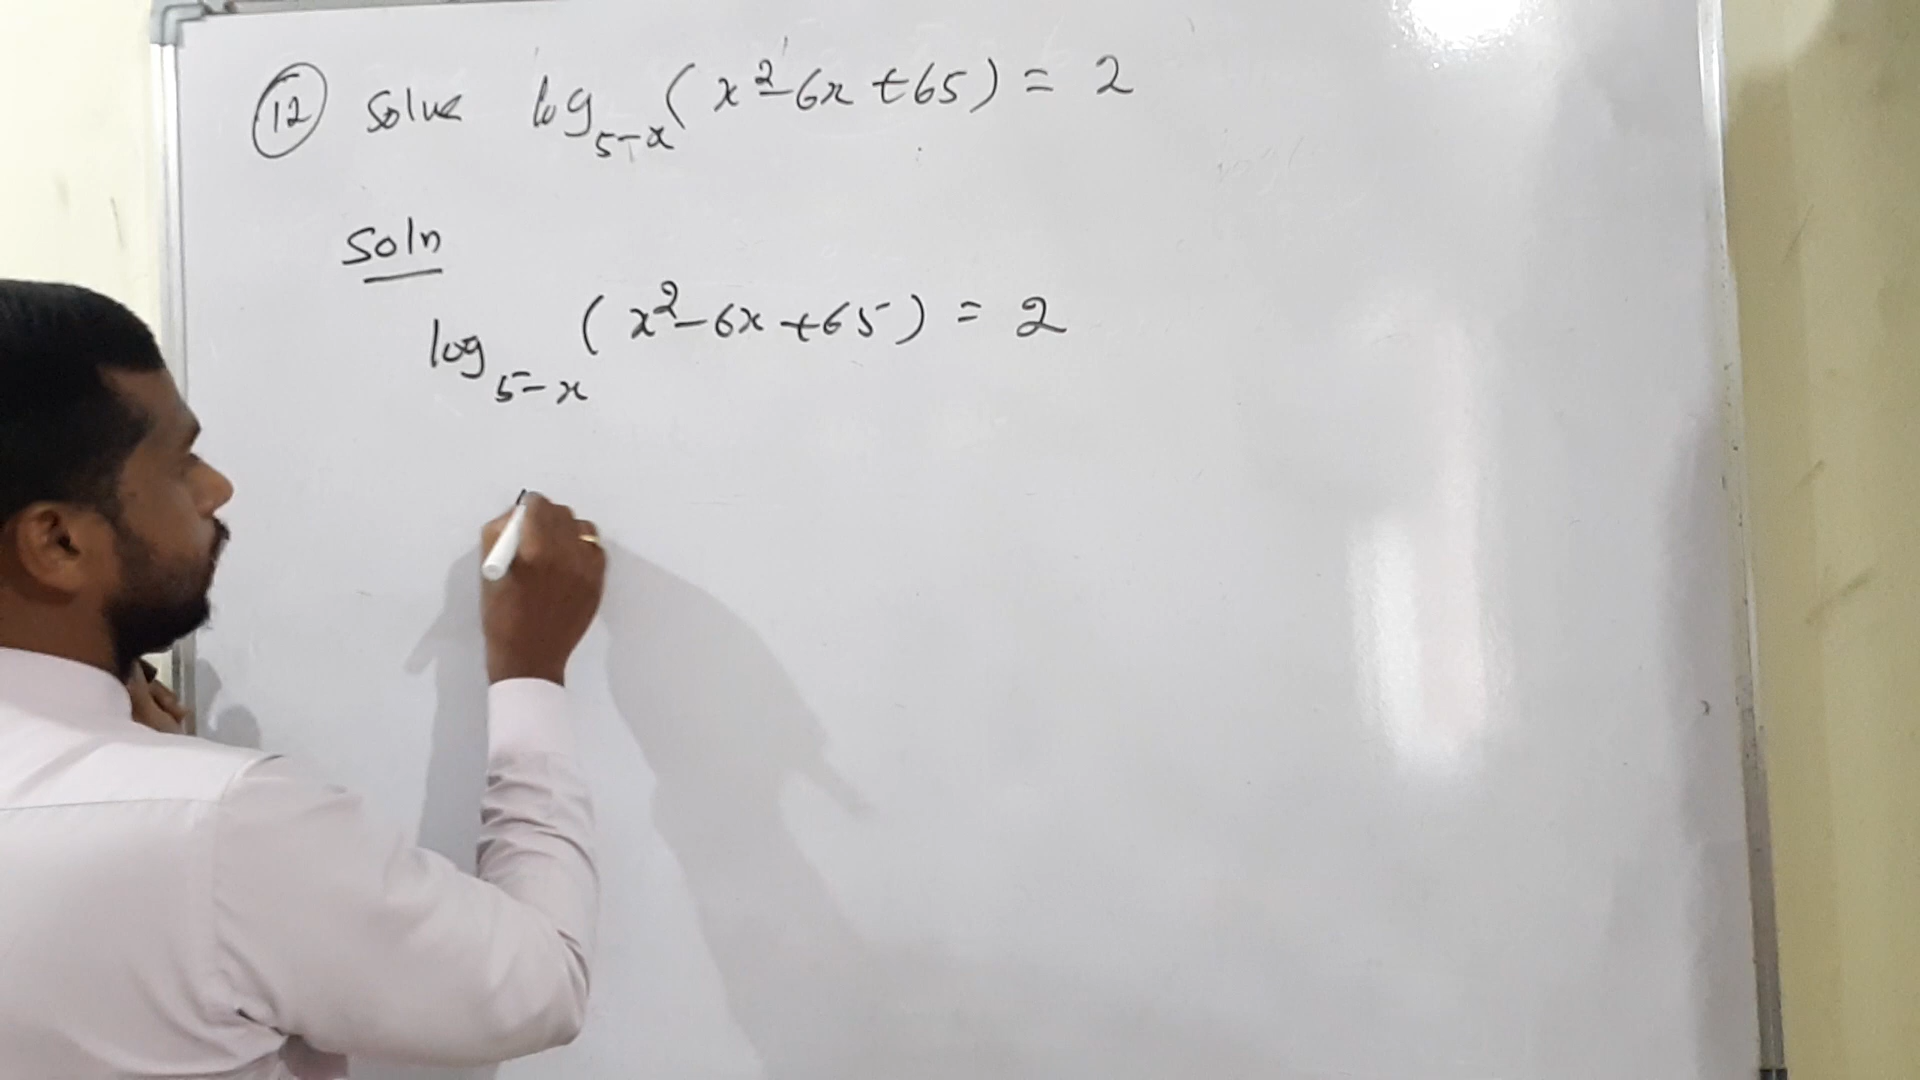 12 Solve log₅₋ₓ(x²-6x+65) = 2
Soln
log₅₋ₓ(x²-6x+65) = 2